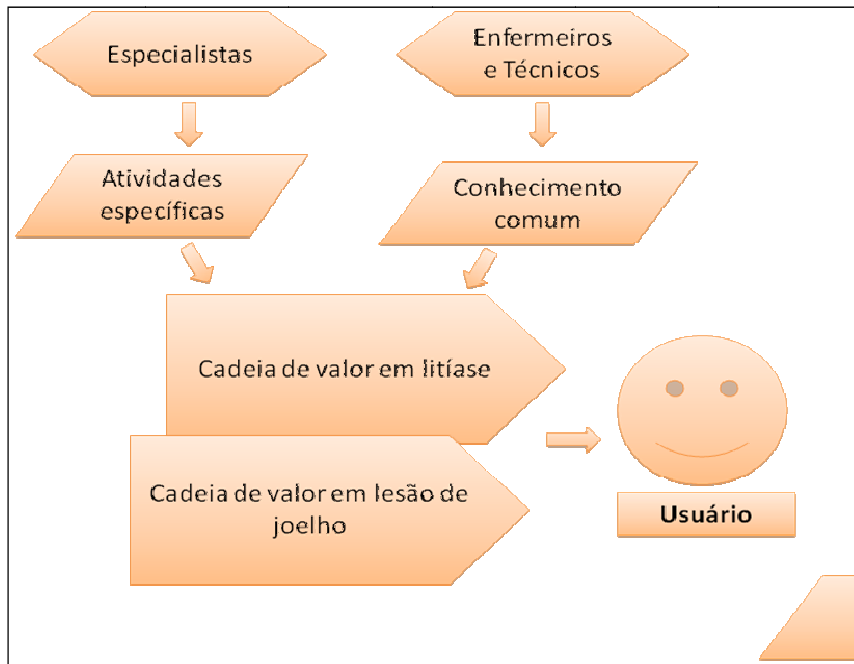 Especialistas
Enfermeiros
e Técnicos
Atividades
específicas
Conhecimento
comum
Cadeia de valor em litíase
Cadeia de valor em lesão de
joelho
Usuário